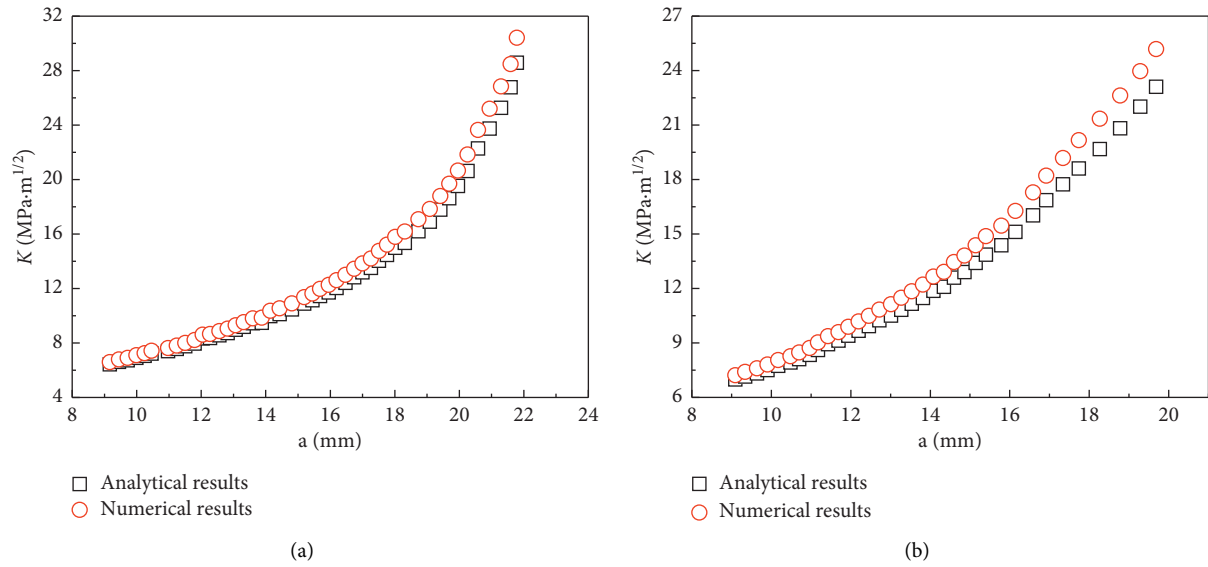 32
28
24
20
16
12
8
4
K (MPa·m^1/2)
8 10 12 14 16 18 20 22 24
a (mm)
Analytical results
Numerical results
(a)
27
24
21
18
15
12
9
6
K (MPa·m^1/2)
8 10 12 14 16 18 20
a (mm)
Analytical results
Numerical results
(b)